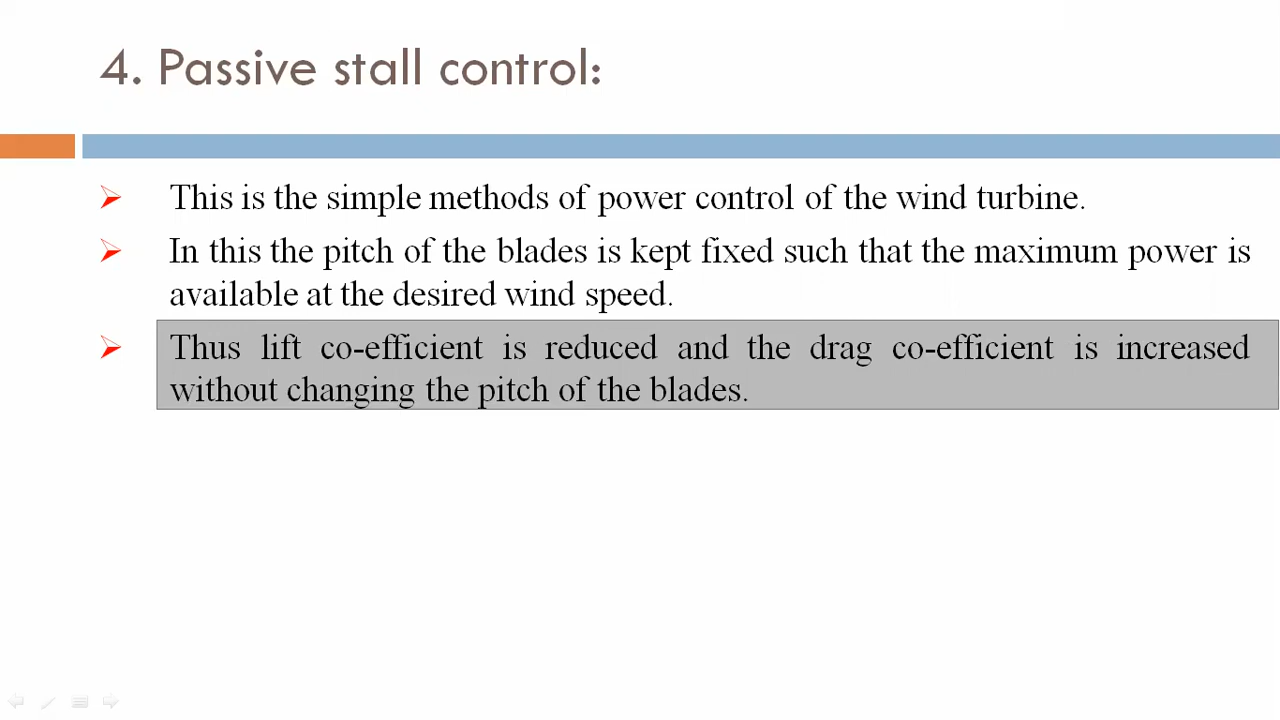 4. Passive stall control:
This is the simple methods of power control of the wind turbine.
In this the pitch of the blades is kept fixed such that the maximum power is
available at the desired wind speed.
Thus lift co-efficient is reduced and the drag co-efficient is increased
without changing the pitch of the blades.